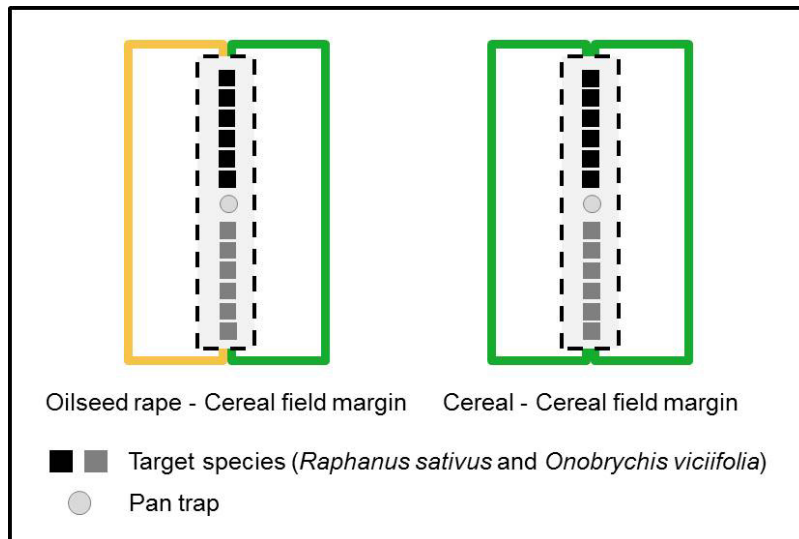 Oilseed rape - Cereal field margin
Cereal - Cereal field margin
Target species (Raphanus sativus and Onobrychis viciifolia)
Pan trap